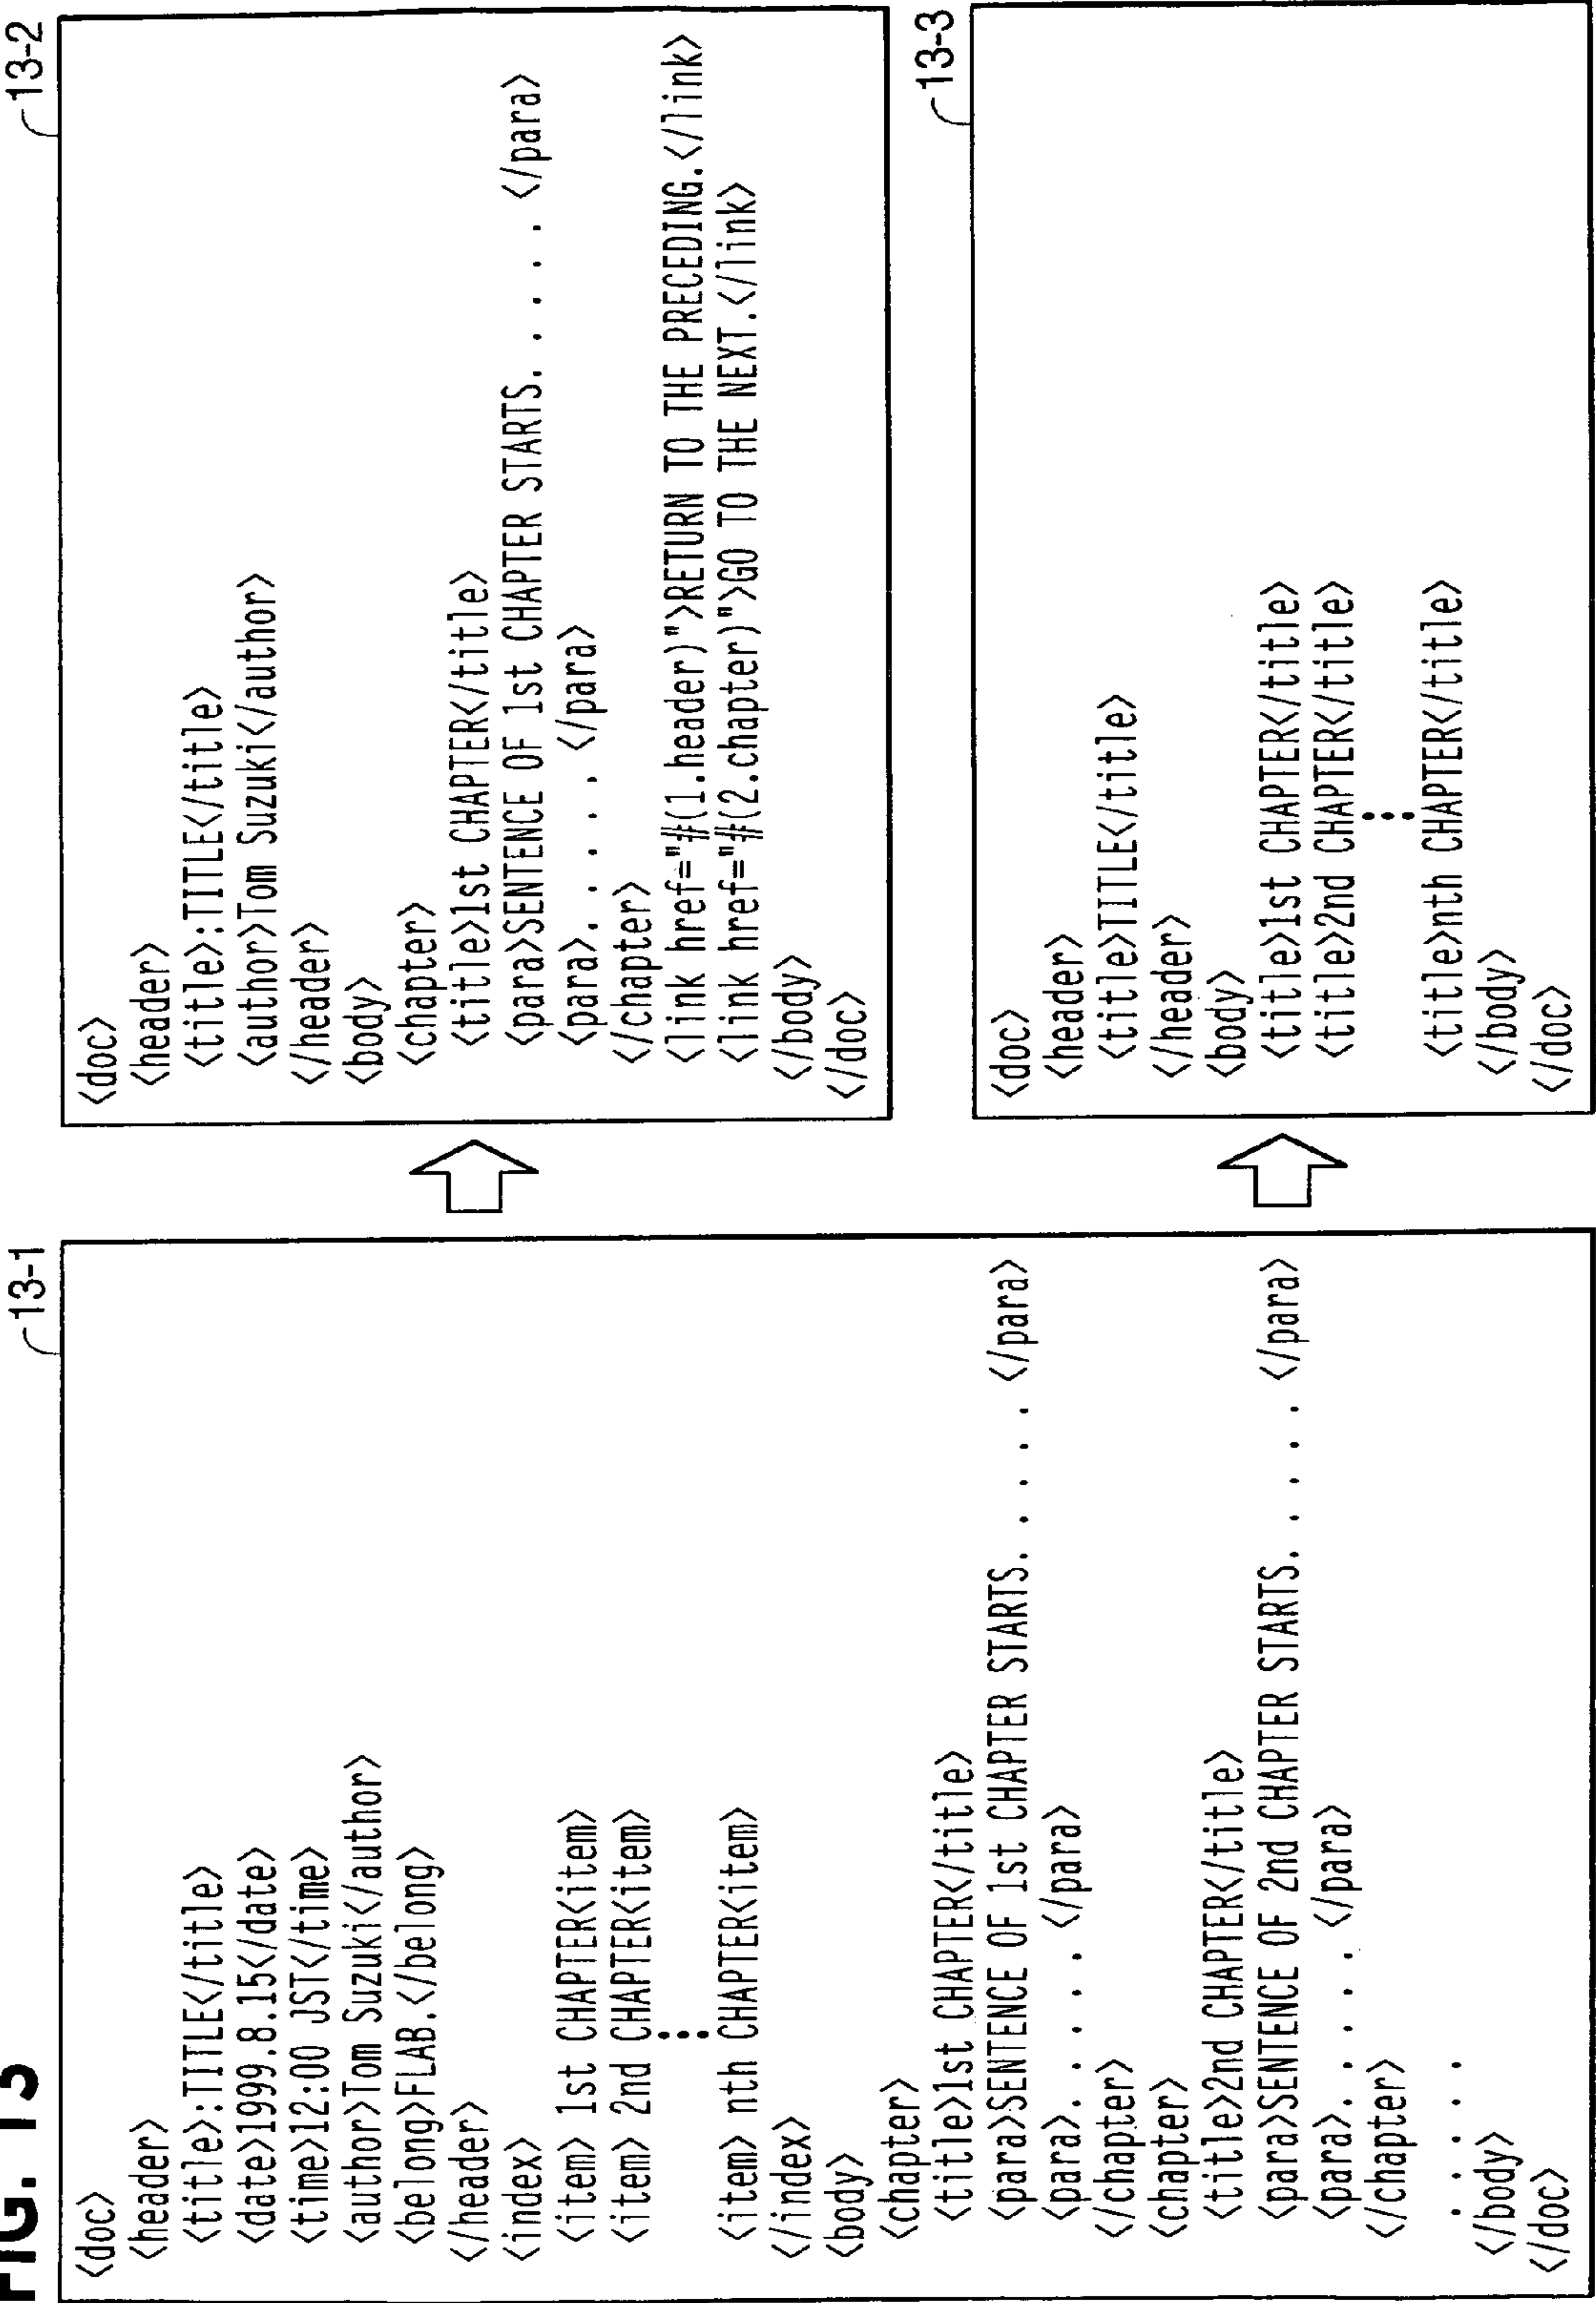 FIG. 13
13-1
<doc>
<header>
<title>:TITLE</title>
<date>1999.8.15</date>
<time>12:00 JST</time>
<author>Tom Suzuki</author>
<belong>FLAB.</belong>
</header>
<index>
<item> 1st CHAPTER<item>
<item> 2nd CHAPTER<item>
⋮
<item> nth CHAPTER<item>
</index>
<body>
<chapter>
<title>1st CHAPTER</title>
<para>SENTENCE OF 1st CHAPTER STARTS. . . . . </para>
<para>. . . . . </para>
</chapter>
<chapter>
<title>2nd CHAPTER</title>
<para>SENTENCE OF 2nd CHAPTER STARTS. . . . . </para>
<para>. . . . . </para>
</chapter>
. . . . .
</body>
</doc>
13-2
<doc>
<header>
<title>:TITLE</title>
<author>Tom Suzuki</author>
</header>
<body>
<chapter>
<title>1st CHAPTER</title>
<para>SENTENCE OF 1st CHAPTER STARTS. . . . . </para>
<para>. . . . . </para>
</chapter>
<link href="#(1.header)">RETURN TO THE PRECEDING.</link>
<link href="#(2.chapter)">GO TO THE NEXT.</link>
</body>
</doc>
13-3
<doc>
<header>
<title>TITLE</title>
</header>
<body>
<title>1st CHAPTER</title>
<title>2nd CHAPTER</title>
⋮
<title>nth CHAPTER</title>
</body>
</doc>